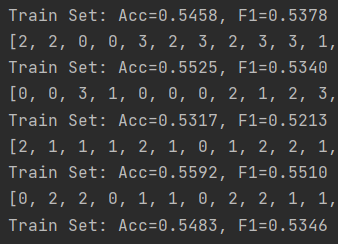 Train Set: Acc=0.5458, F1=0.5378
[2, 2, 0, 0, 3, 2, 3, 2, 3, 3, 1,
Train Set: Acc=0.5525, F1=0.5340
[0, 0, 3, 1, 0, 0, 0, 2, 1, 2, 3,
Train Set: Acc=0.5317, F1=0.5213
[2, 1, 1, 1, 2, 1, 0, 1, 2, 2, 1,
Train Set: Acc=0.5592, F1=0.5510
[0, 2, 2, 0, 1, 1, 0, 2, 2, 1, 1,
Train Set: Acc=0.5483, F1=0.5346